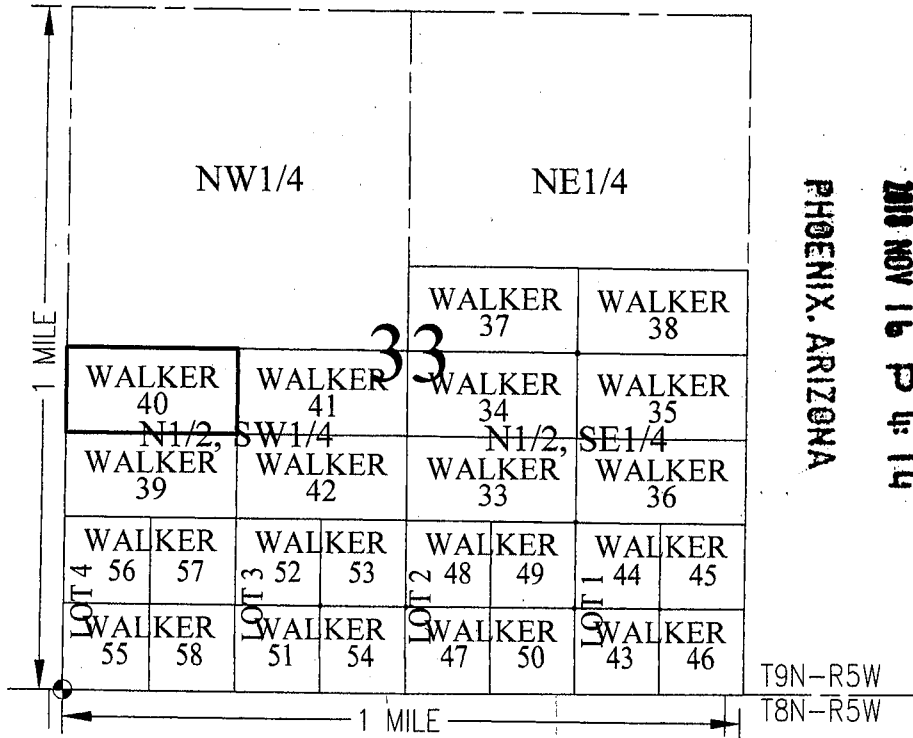 NW1/4 NE1/4
WALKER WALKER
37 38
33
WALKER WALKER WALKER WALKER
40 41 34 35
N1/2, SW1/4 N1/2, SE1/4
WALKER WALKER WALKER WALKER
39 42 33 36
WALKER WALKER WALKER WALKER
56 57 52 53 48 49 44 45
LOT 4 LOT 3 LOT 2 LOT 1
WALKER WALKER WALKER WALKER
55 58 51 54 47 50 43 46
1 MILE
1 MILE
T9N-R5W
T8N-R5W
NOV 16 P 4: 14
PHOENIX, ARIZONA